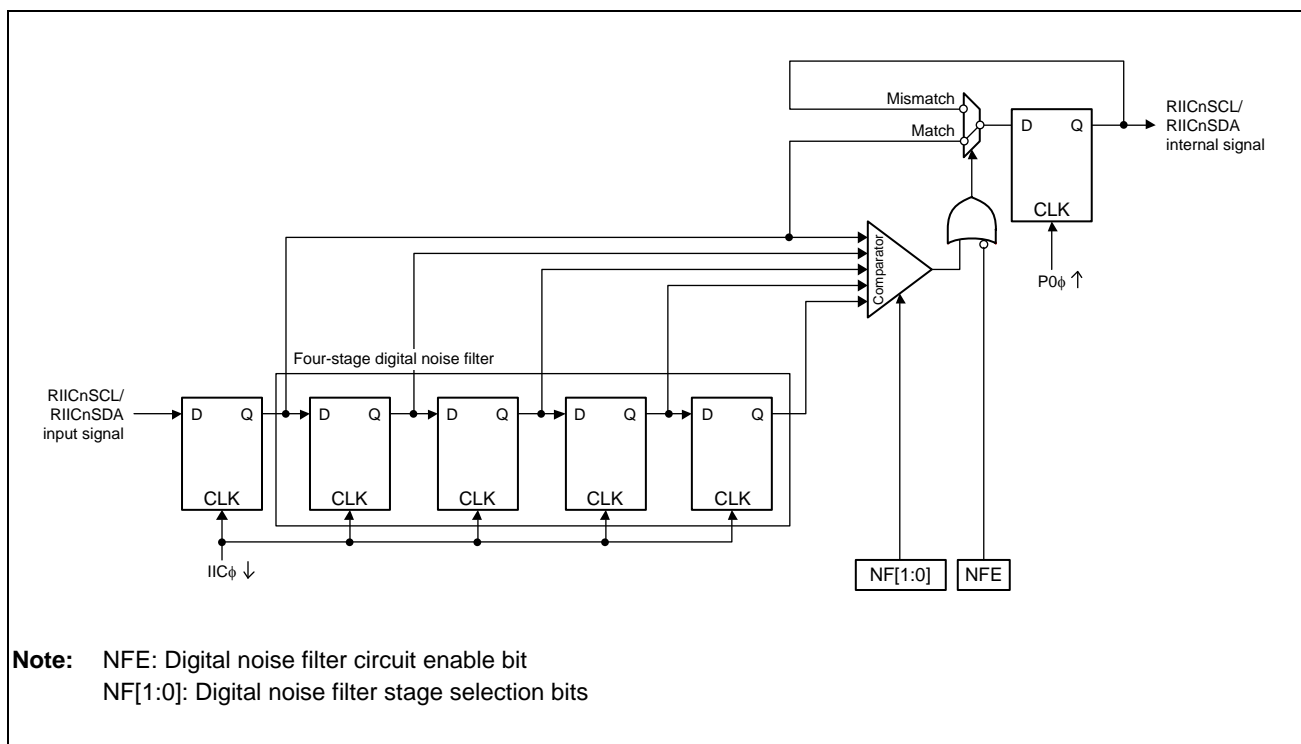 Mismatch
Match
D Q
CLK
RIICnSCL/
RIICnSDA
internal signal
P0ϕ ↑
Comparator
Four-stage digital noise filter
RIICnSCL/
RIICnSDA
input signal
D Q
CLK
D Q
CLK
D Q
CLK
D Q
CLK
D Q
CLK
IICϕ ↓
NF[1:0]
NFE
Note: NFE: Digital noise filter circuit enable bit
NF[1:0]: Digital noise filter stage selection bits